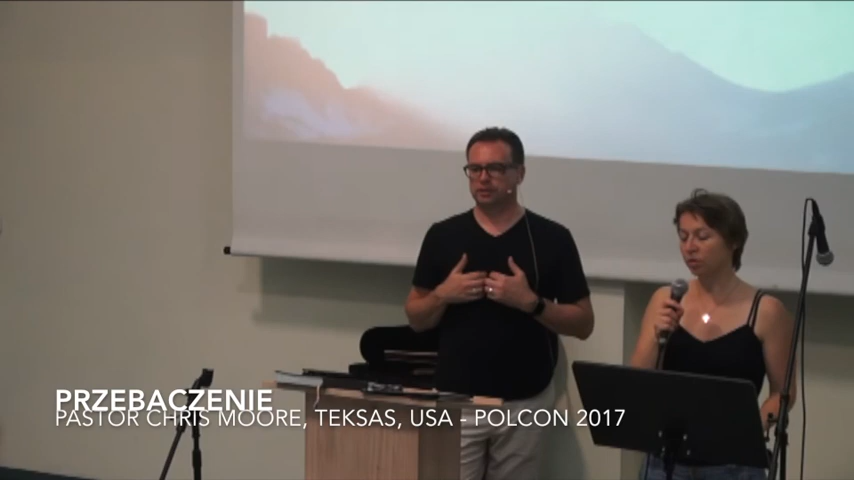 PRZEBACZENIE
PASTOR CHRIS MOORE, TEKSAS, USA - POLCON 2017